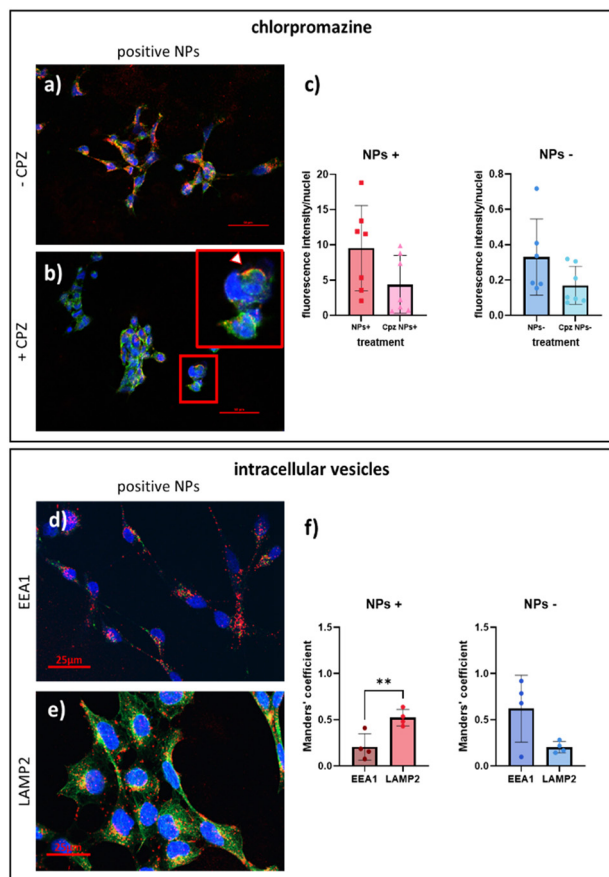 chlorpromazine
positive NPs
a)
- CPZ
b)
+ CPZ
c)
NPs +
fluorescence intensity/nuclei
20
15
10
5
0
NPs+
Cpz NPs+
treatment
NPs -
fluorescence intensity/nuclei
0.8
0.6
0.4
0.2
0.0
NPs-
Cpz NPs-
treatment
intracellular vesicles
positive NPs
d)
EEA1
25μm
e)
LAMP2
25μm
f)
NPs +
Manders' coefficient
1.5
1.0
0.5
0.0
**
EEA1
LAMP2
NPs -
Manders' coefficient
1.5
1.0
0.5
0.0
EEA1
LAMP2